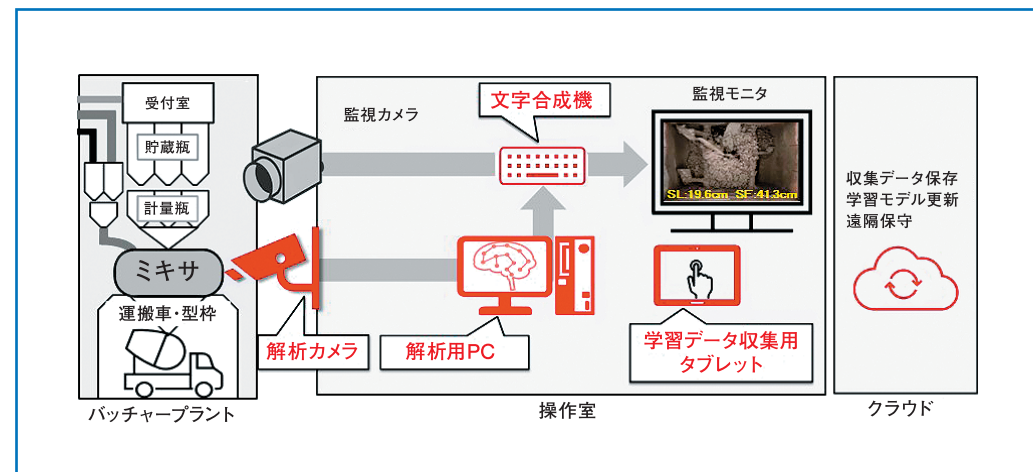 受付室
貯蔵瓶
計量瓶
ミキサ
運搬車・型枠
バッチャープラント
監視カメラ
文字合成機
監視モニタ
SL:19.6cm SF:41.3cm
解析カメラ
解析用PC
学習データ収集用
タブレット
操作室
収集データ保存
学習モデル更新
遠隔保守
クラウド